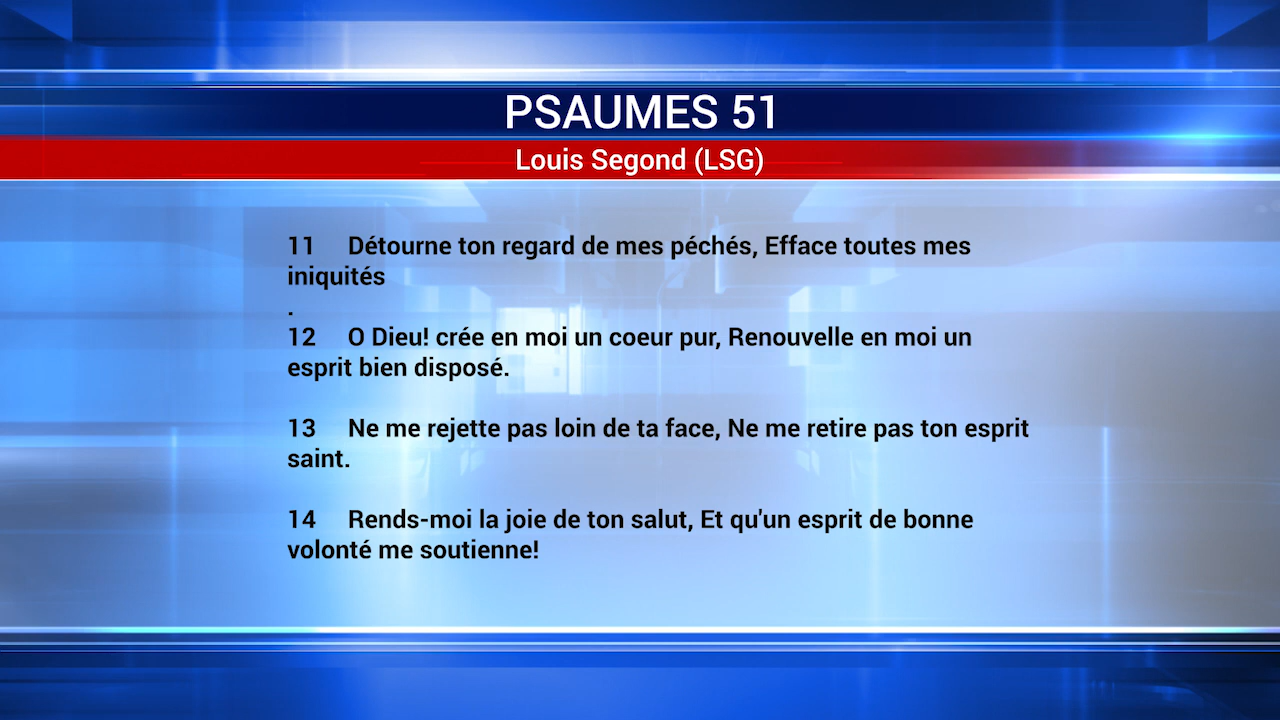 PSAUMES 51
Louis Segond (LSG)
11 Détourne ton regard de mes péchés, Efface toutes mes
iniquités
.
12 O Dieu! crée en moi un coeur pur, Renouvelle en moi un
esprit bien disposé.
13 Ne me rejette pas loin de ta face, Ne me retire pas ton esprit
saint.
14 Rends-moi la joie de ton salut, Et qu'un esprit de bonne
volonté me soutienne!